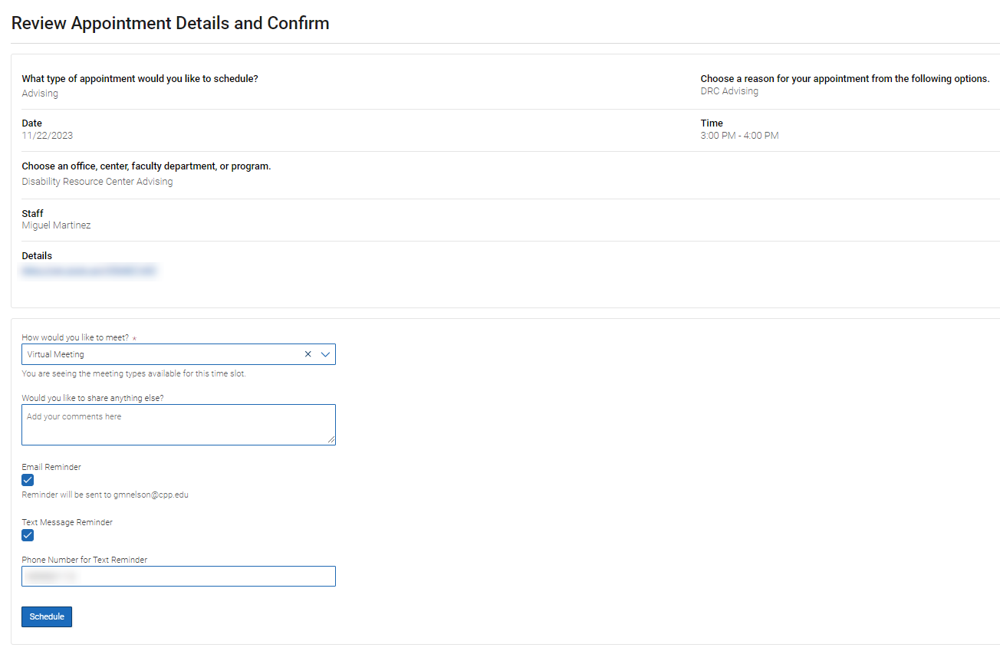 Review Appointment Details and Confirm
What type of appointment would you like to schedule?
Advising
Choose a reason for your appointment from the following options.
DRC Advising
Date
11/22/2023
Time
3:00 PM - 4:00 PM
Choose an office, center, faculty department, or program.
Disability Resource Center Advising
Staff
Miguel Martinez
Details
How would you like to meet? *
Virtual Meeting
You are seeing the meeting types available for this time slot.
Would you like to share anything else?
Add your comments here
Email Reminder
Reminder will be sent to gmnelson@cpp.edu
Text Message Reminder
Phone Number for Text Reminder
Schedule